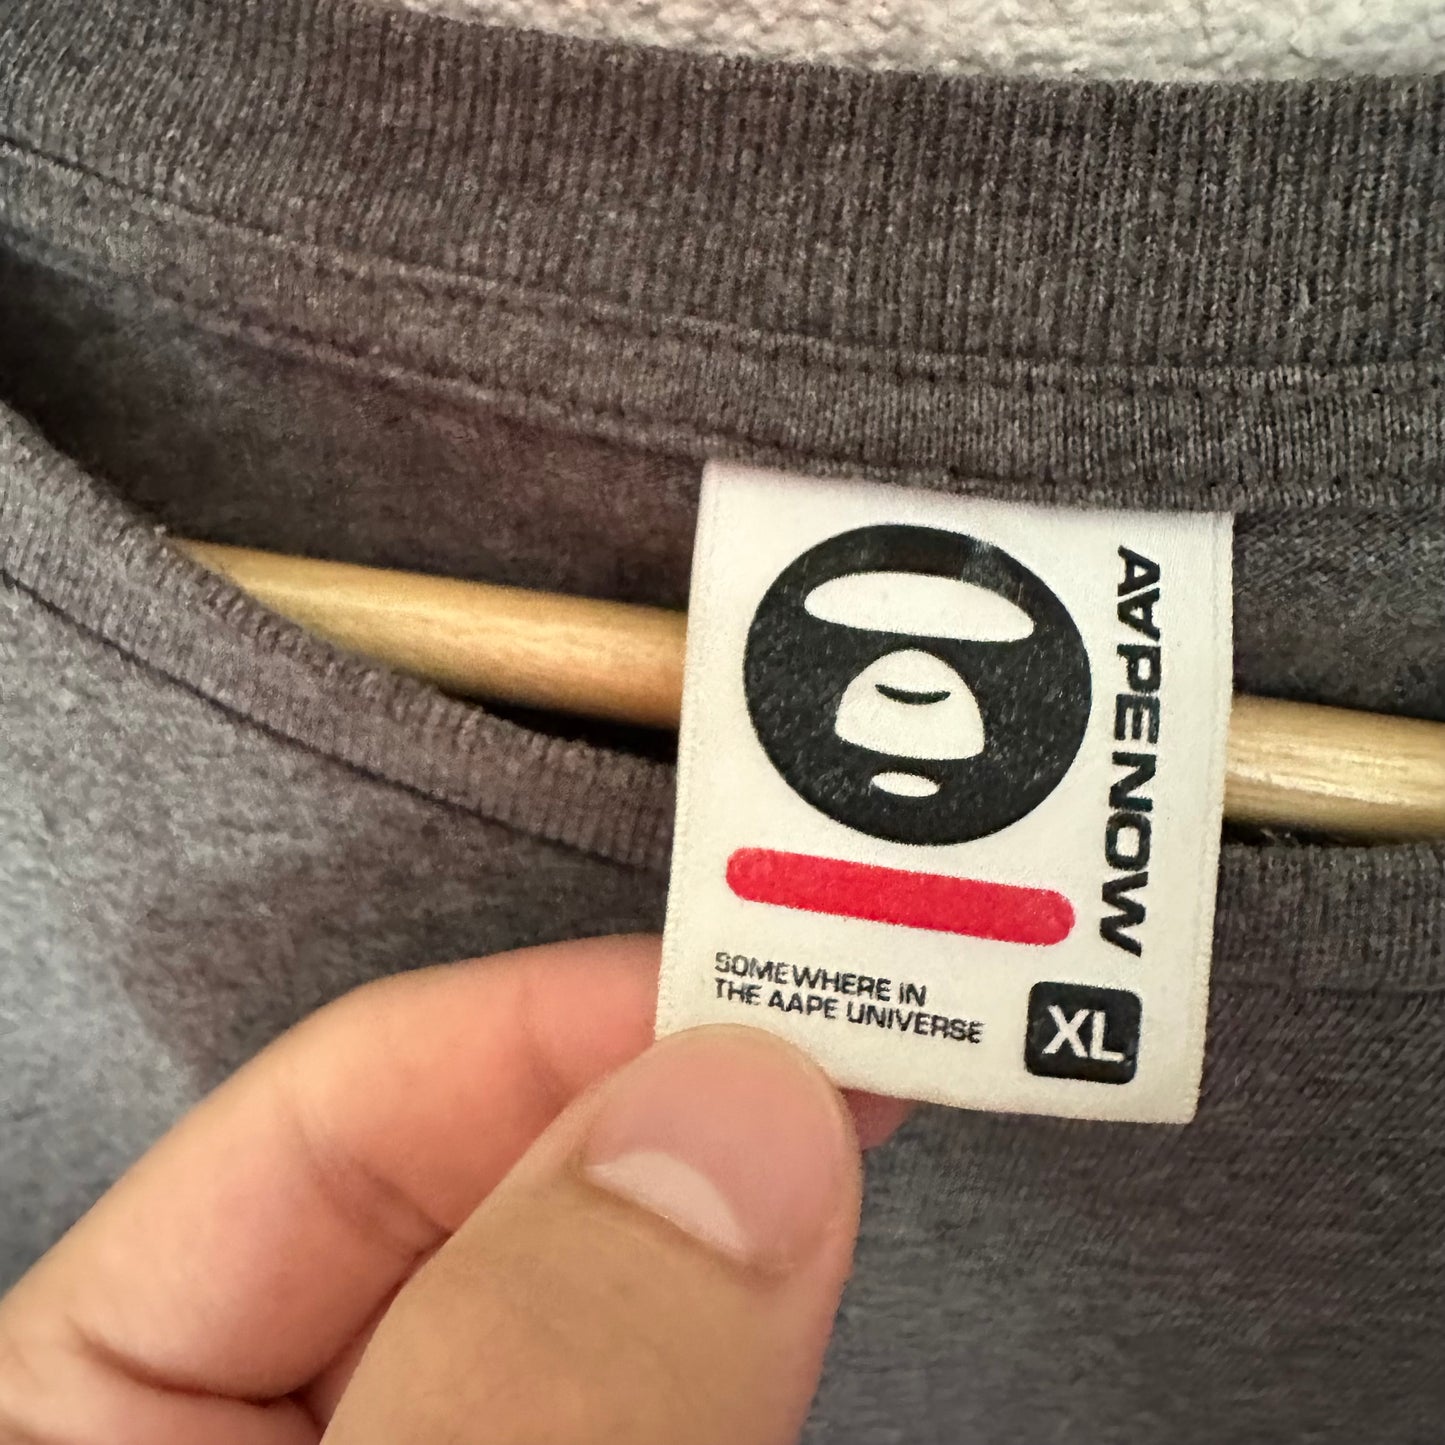 AAPENOW
SOMEWHERE IN
THE AAPE UNIVERSE
XL